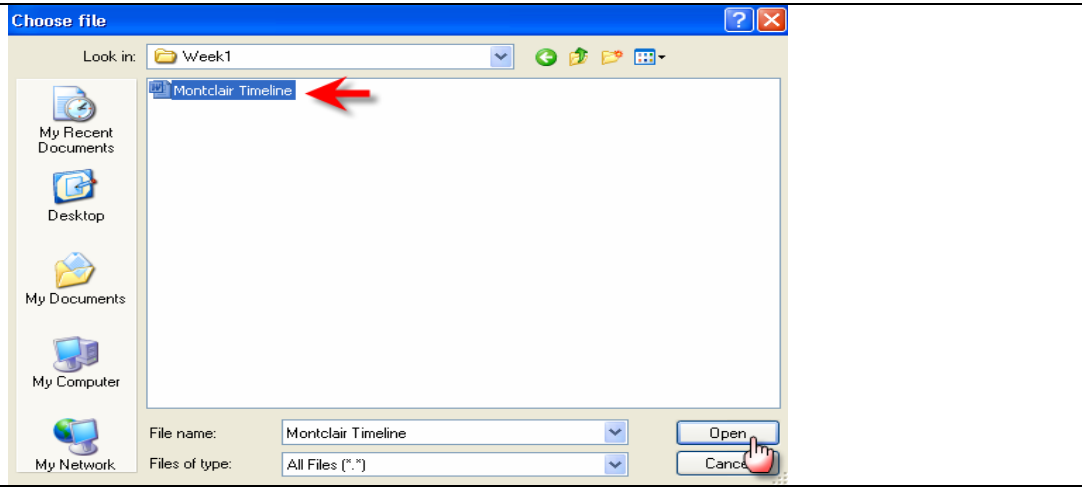 Choose file
Look in:
Week1
Montclair Timeline
My Recent
Documents
Desktop
My Documents
My Computer
My Network
File name:
Montclair Timeline
Open
Files of type:
All Files (*.*)